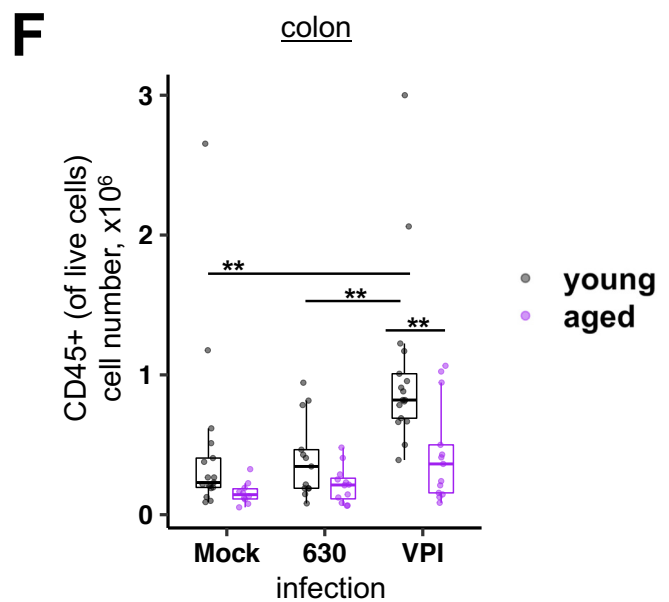 F
colon
CD45+ (of live cells)
cell number, x10⁶
3
2
1
0
**
**
**
young
aged
Mock 630 VPI
infection